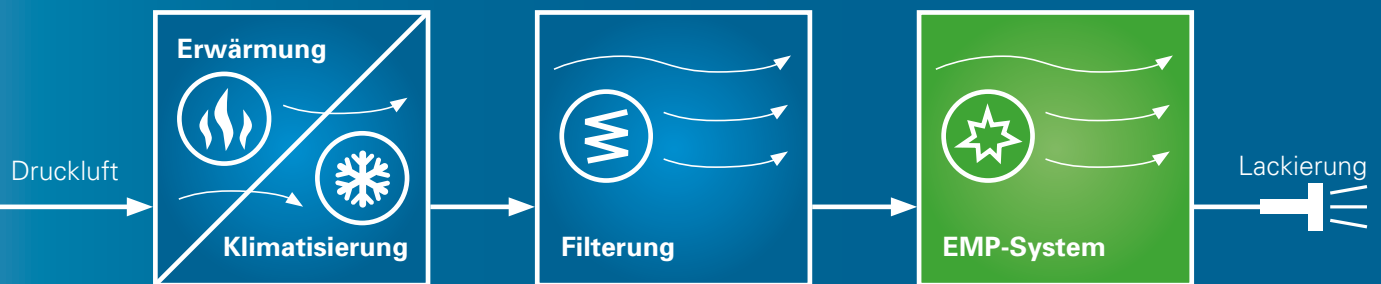 Druckluft
Erwärmung
Klimatisierung
Filterung
EMP-System
Lackierung